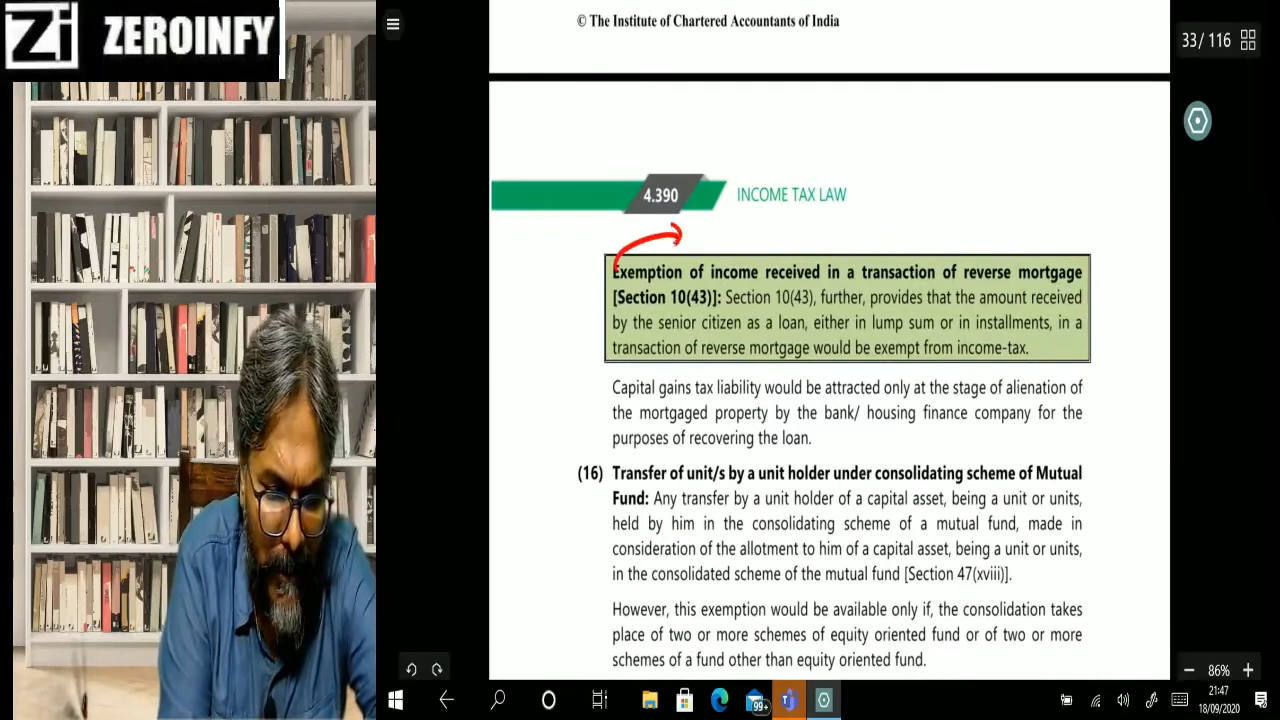 Zi ZEROINFY
© The Institute of Chartered Accountants of India
33/116
4.390 INCOME TAX LAW
Exemption of income received in a transaction of reverse mortgage
[Section 10(43)]: Section 10(43), further, provides that the amount received
by the senior citizen as a loan, either in lump sum or in installments, in a
transaction of reverse mortgage would be exempt from income-tax.
Capital gains tax liability would be attracted only at the stage of alienation of
the mortgaged property by the bank/ housing finance company for the
purposes of recovering the loan.
(16) Transfer of unit/s by a unit holder under consolidating scheme of Mutual
Fund: Any transfer by a unit holder of a capital asset, being a unit or units,
held by him in the consolidating scheme of a mutual fund, made in
consideration of the allotment to him of a capital asset, being a unit or units,
in the consolidated scheme of the mutual fund [Section 47(xviii)].
However, this exemption would be available only if, the consolidation takes
place of two or more schemes of equity oriented fund or of two or more
schemes of a fund other than equity oriented fund.
86%
99+
21:47
18/09/2020